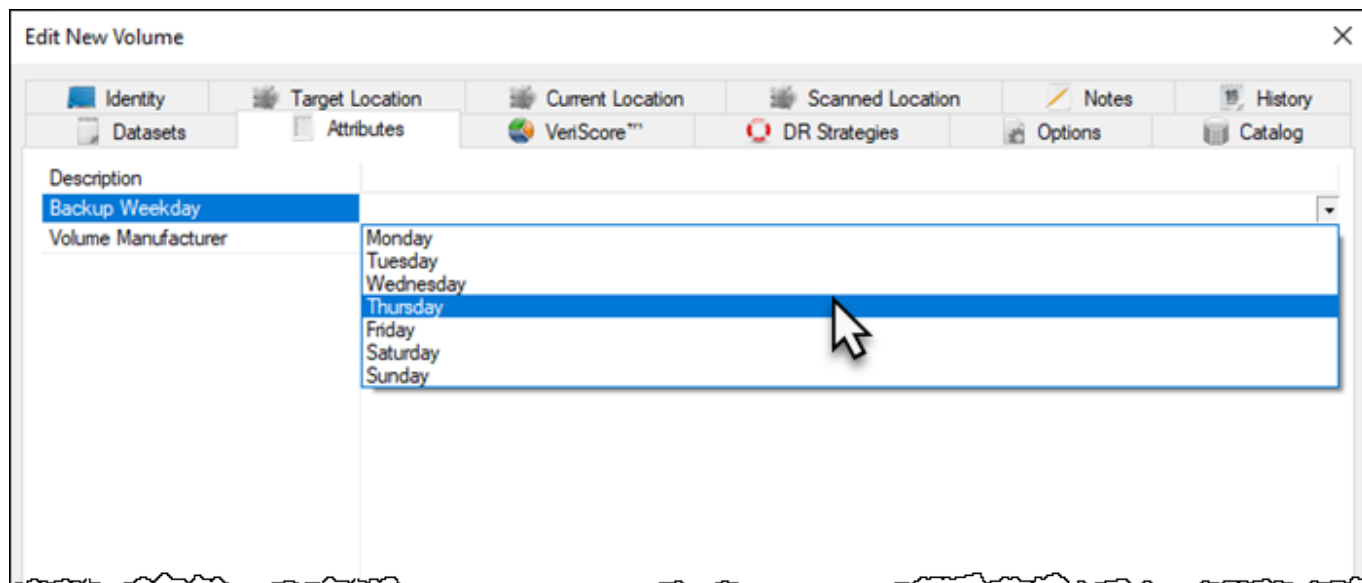 Edit New Volume
Identity Target Location Current Location Scanned Location Notes History
Datasets Attributes VeriScore™ DR Strategies Options Catalog
Description
Backup Weekday
Volume Manufacturer
Monday
Tuesday
Wednesday
Thursday
Friday
Saturday
Sunday